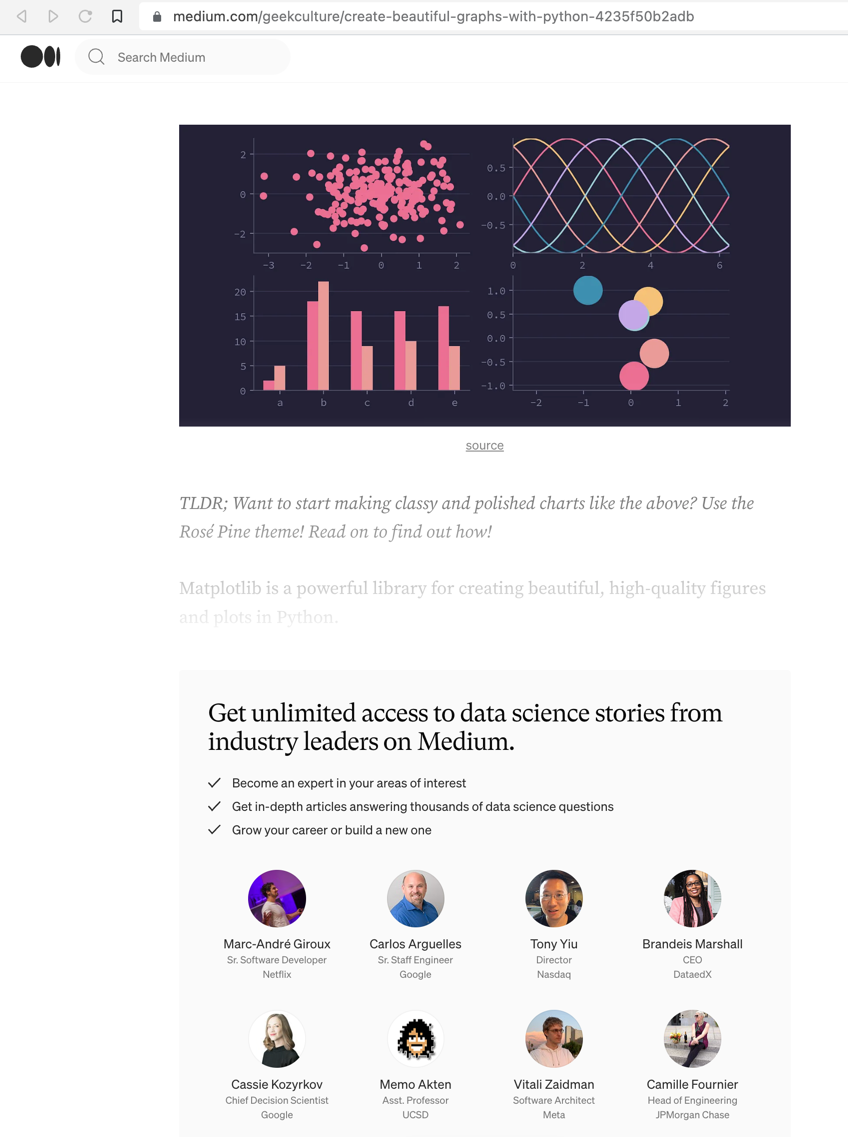 medium.com/geekculture/create-beautiful-graphs-with-python-4235f50b2adb
Search Medium
2
0
−2
−3 −2 −1 0 1 2
0.5
0.0
−0.5
0 2 4 6
20
15
10
5
0
a b c d e
1.0
0.5
0.0
−0.5
−1.0
−2 −1 0 1 2
source
TLDR; Want to start making classy and polished charts like the above? Use the
Rosé Pine theme! Read on to find out how!
Matplotlib is a powerful library for creating beautiful, high-quality figures
and plots in Python.
Get unlimited access to data science stories from
industry leaders on Medium.
Become an expert in your areas of interest
Get in-depth articles answering thousands of data science questions
Grow your career or build a new one
Marc-André Giroux Carlos Arguelles Tony Yiu Brandeis Marshall
Sr. Software Developer Sr. Staff Engineer Director CEO
Netflix Google Nasdaq DataedX
Cassie Kozyrkov Memo Akten Vitali Zaidman Camille Fournier
Chief Decision Scientist Asst. Professor Software Architect Head of Engineering
Google UCSD Meta JPMorgan Chase